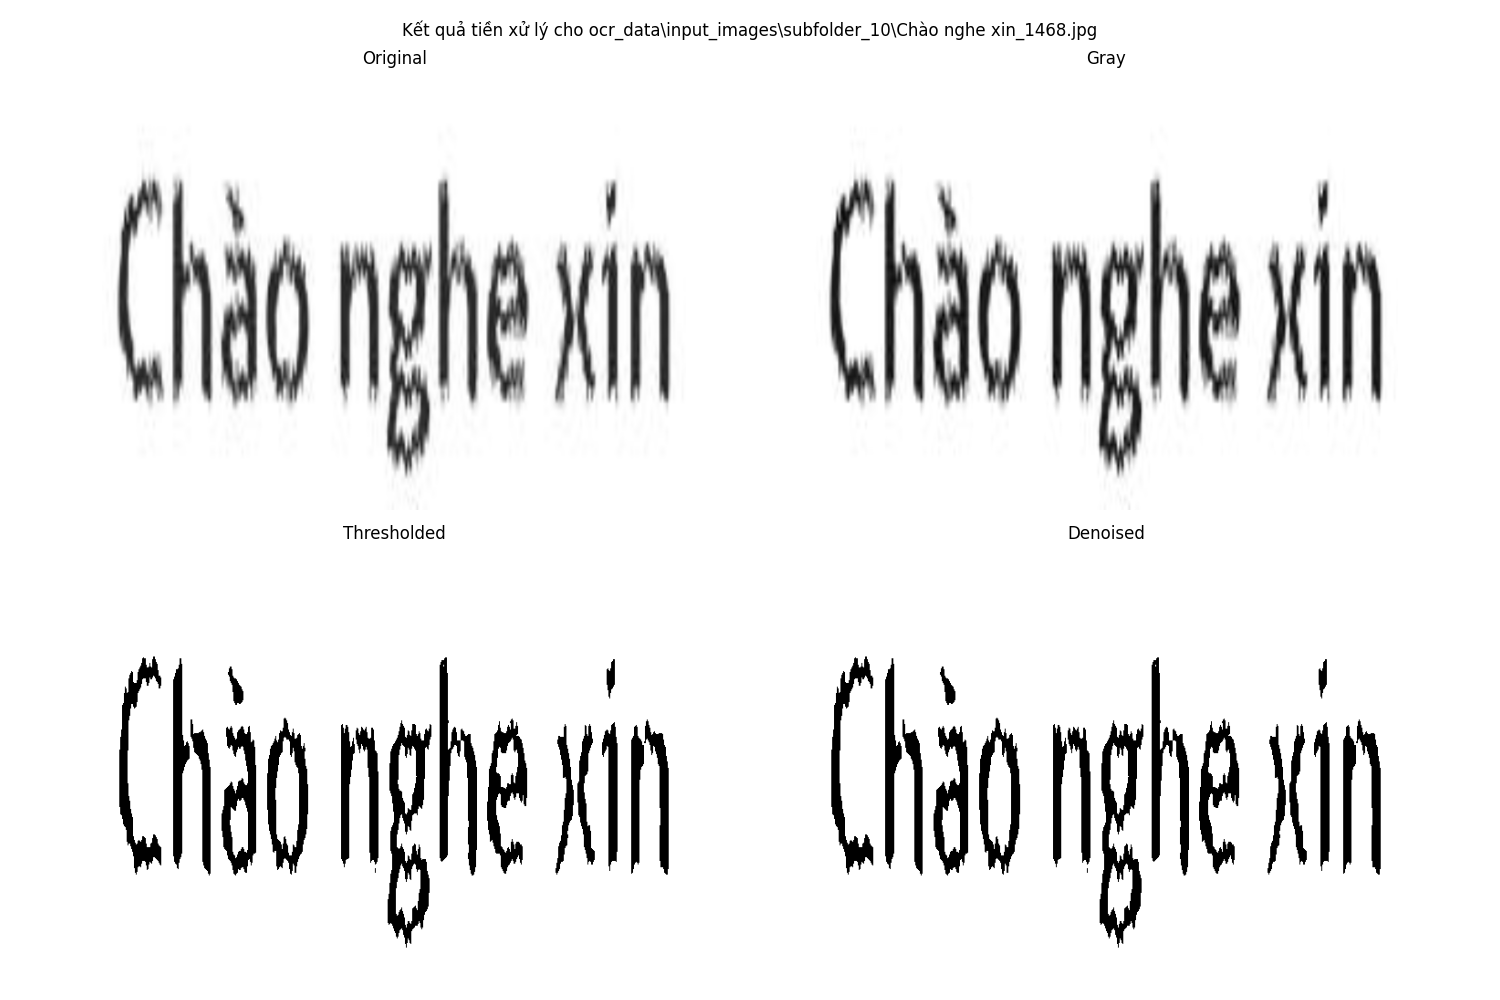 Kết quả tiền xử lý cho ocr_data\input_images\subfolder_10\Chào nghe xin_1468.jpg
Original
Gray
Chào nghe xin
Chào nghe xin
Thresholded
Denoised
Chào nghe xin
Chào nghe xin